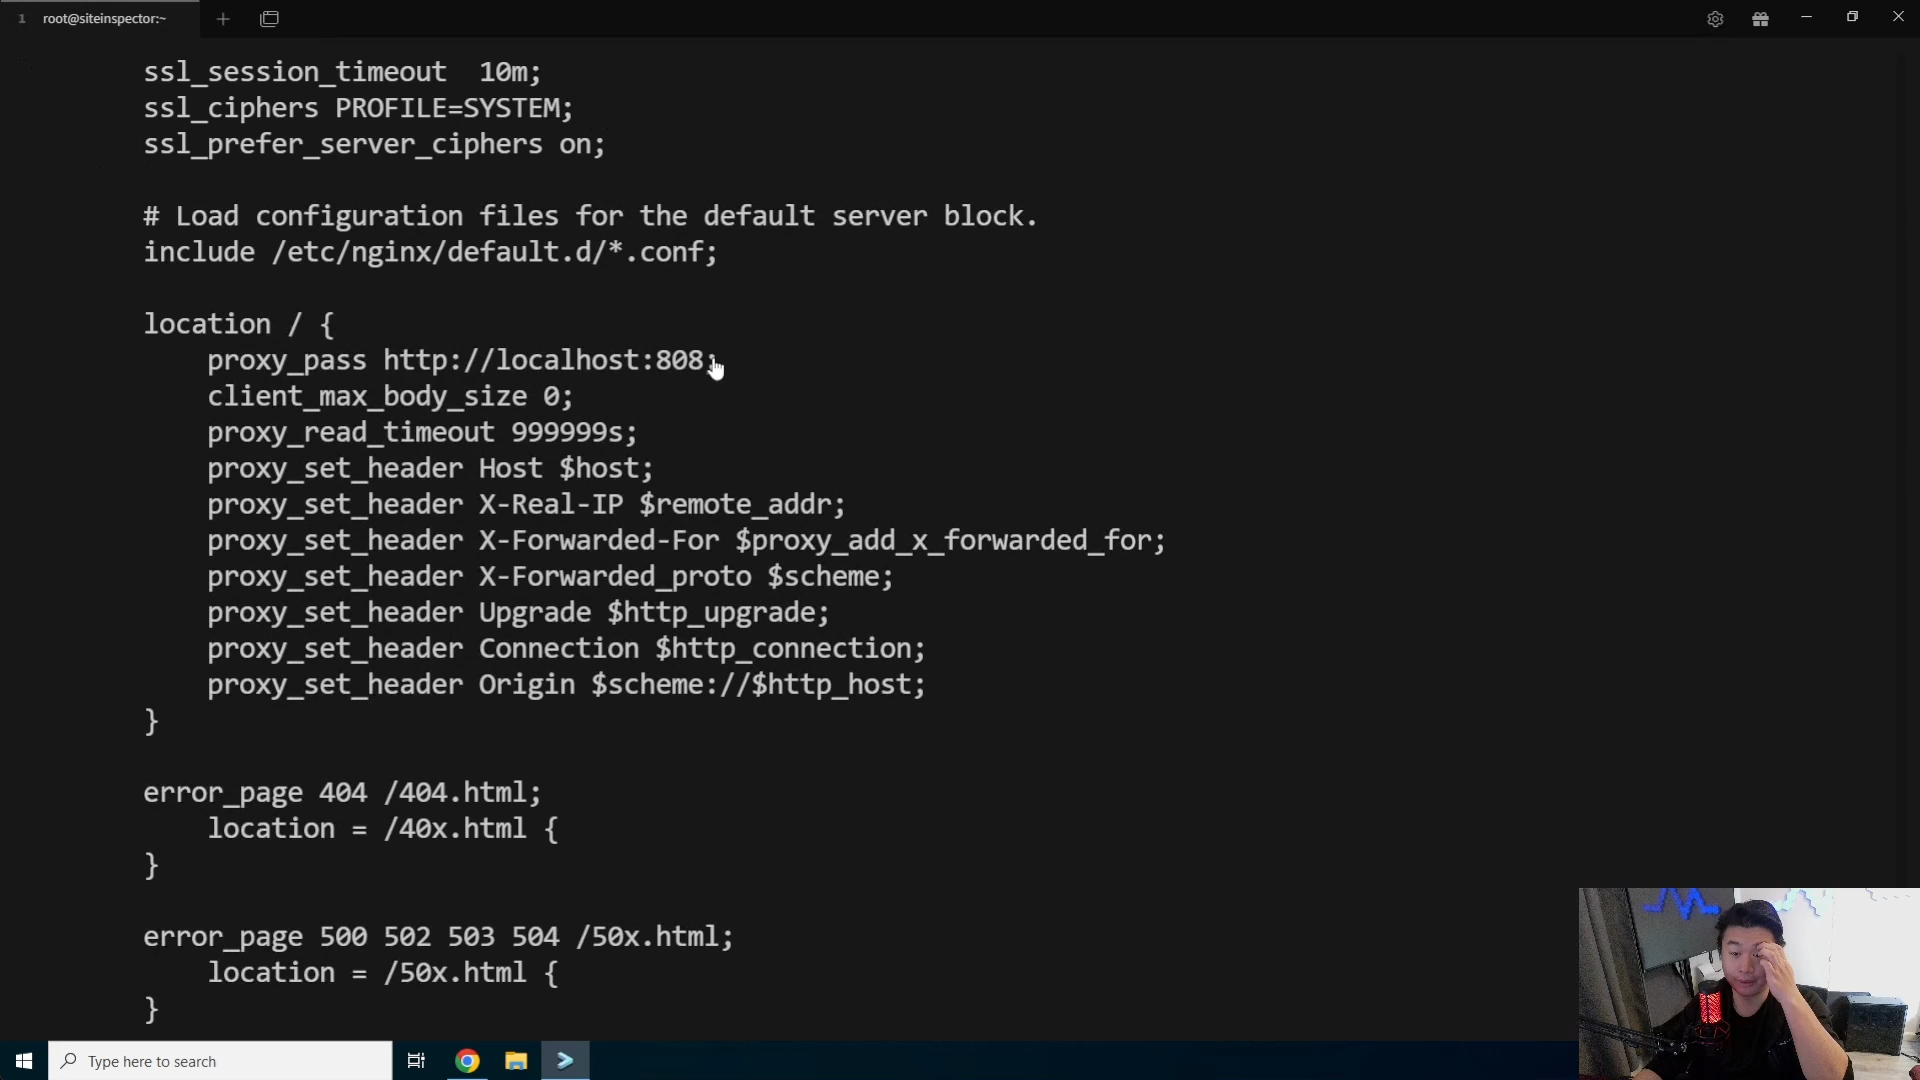 1 root@siteinspector:~
ssl_session_timeout  10m;
ssl_ciphers PROFILE=SYSTEM;
ssl_prefer_server_ciphers on;
# Load configuration files for the default server block.
include /etc/nginx/default.d/*.conf;
location / {
proxy_pass http://localhost:808;
client_max_body_size 0;
proxy_read_timeout 999999s;
proxy_set_header Host $host;
proxy_set_header X-Real-IP $remote_addr;
proxy_set_header X-Forwarded-For $proxy_add_x_forwarded_for;
proxy_set_header X-Forwarded_proto $scheme;
proxy_set_header Upgrade $http_upgrade;
proxy_set_header Connection $http_connection;
proxy_set_header Origin $scheme://$http_host;
}
error_page 404 /404.html;
location = /40x.html {
}
error_page 500 502 503 504 /50x.html;
location = /50x.html {
}
Type here to search